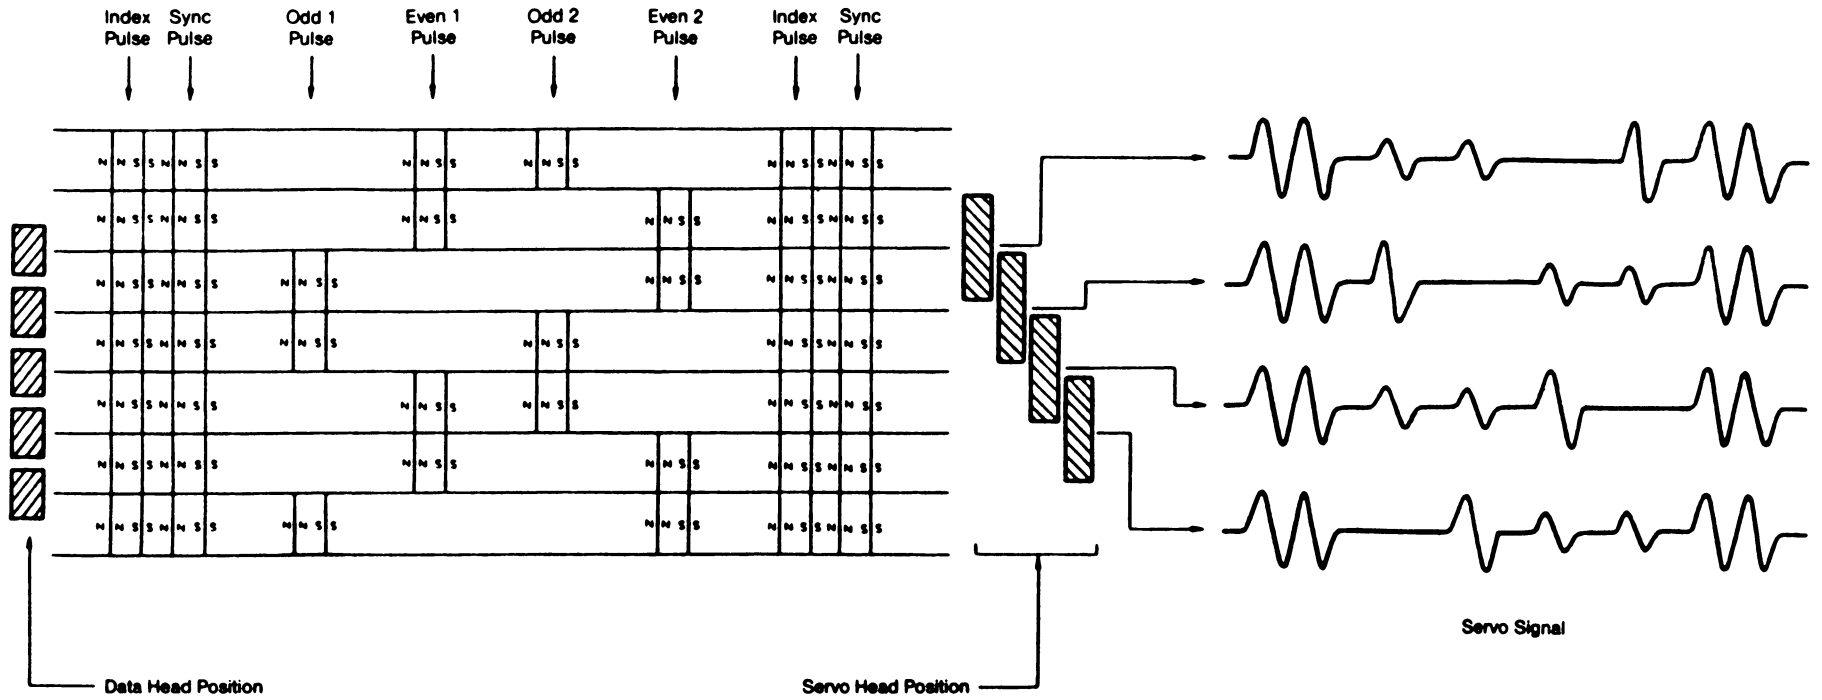 Index Sync Odd 1 Even 1 Odd 2 Even 2 Index Sync
Pulse Pulse Pulse Pulse Pulse Pulse Pulse Pulse
N N S S N N S S N N S S N N S S N N S S N N S S
N N S S N N S S N N S S N N S S N N S S N N S S
N N S S N N S S N N S S N N S S N N S S N N S S
N N S S N N S S N N S S N N S S N N S S N N S S
N N S S N N S S N N S S N N S S N N S S N N S S
N N S S N N S S N N S S N N S S N N S S N N S S
N N S S N N S S N N S S N N S S N N S S N N S S
Servo Signal
Data Head Position
Servo Head Position